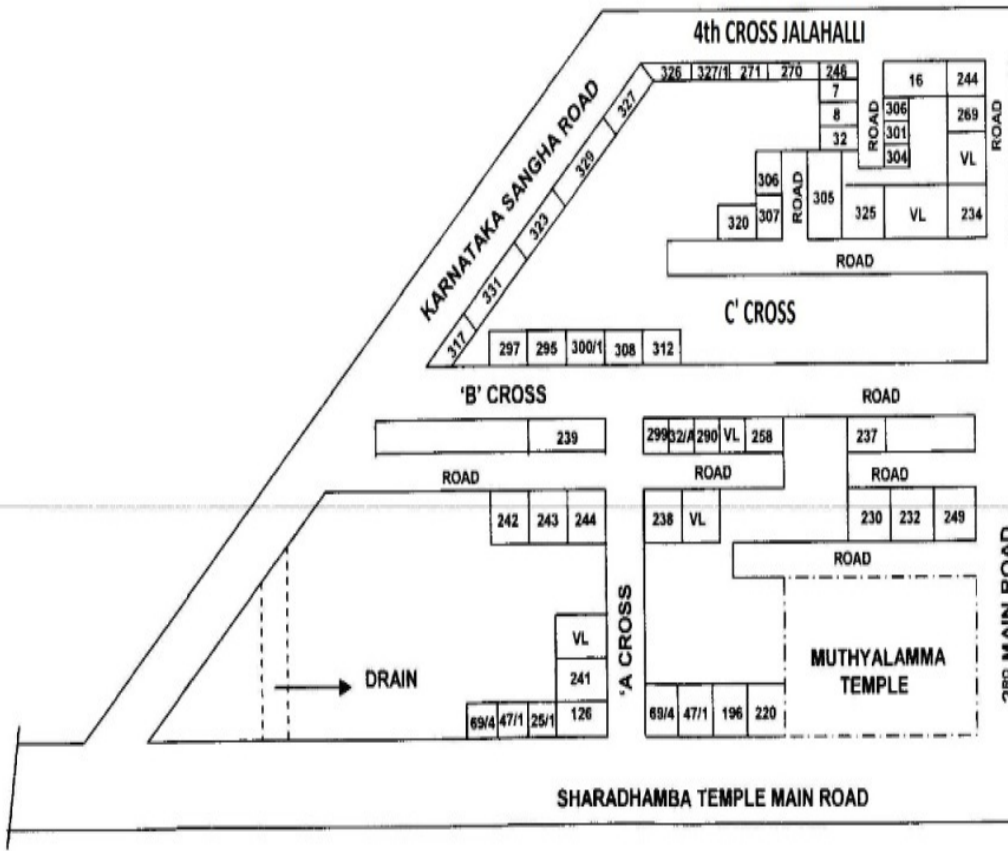 4th CROSS JALAHALLI
326 327/1 271 270 246 16 244
7
8
32
306
301
304
269
VL
ROAD
ROAD
KARNATAKA SANGHA ROAD
327
329
323
331
317
306
307
320
ROAD
305
325 VL 234
ROAD
C' CROSS
297 295 300/1 308 312
'B' CROSS
ROAD
239
299 32/A 290 VL 258
237
ROAD
ROAD
ROAD
242 243 244
238 VL
230 232 249
ROAD
'A CROSS
MAIN ROAD
VL
241
DRAIN
MUTHYALAMMA
TEMPLE
69/4 47/1 25/1 126
69/4 47/1 196 220
SHARADHAMBA TEMPLE MAIN ROAD